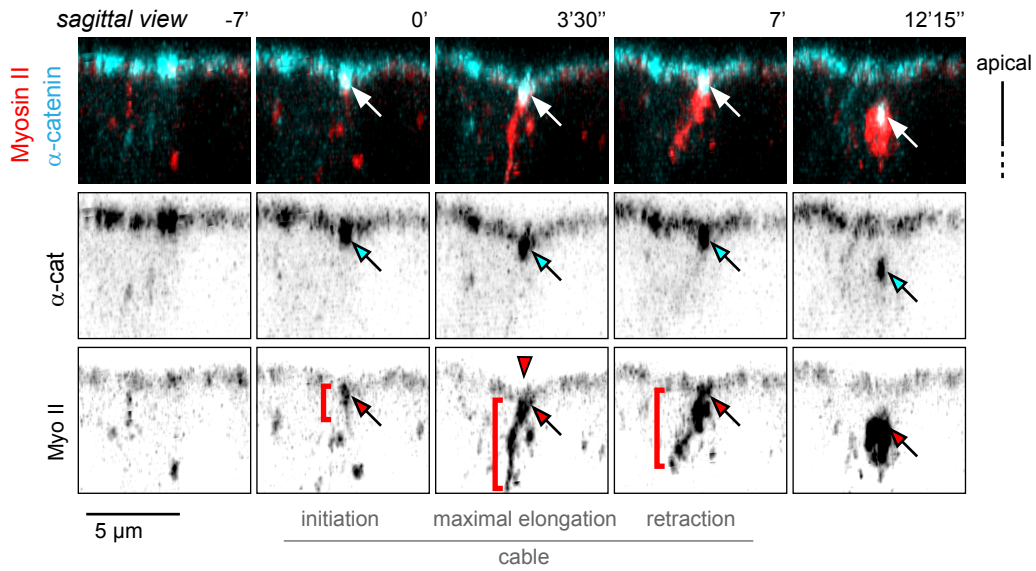 sagittal view -7’ 0’ 3’30’’ 7’ 12’15’’
Myosin II
α-catenin
apical
α-cat
Myo II
5 µm
initiation maximal elongation retraction
cable